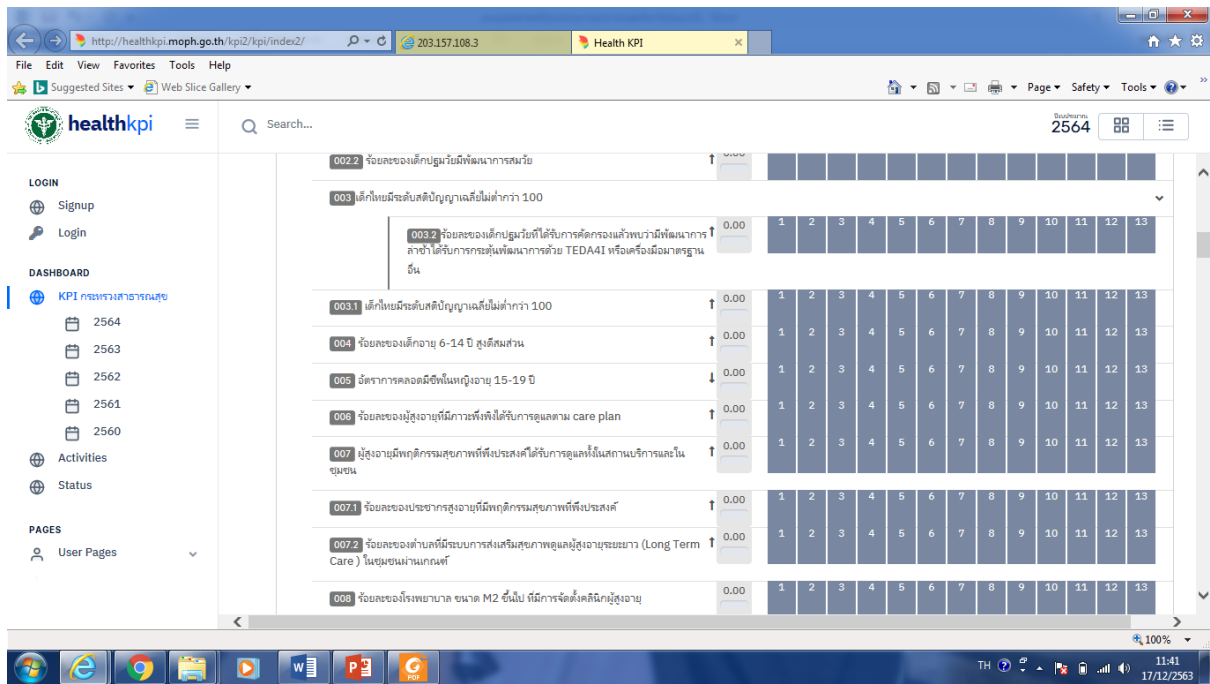 http://healthkpi.moph.go.th/kpi2/kpi/index2/
203.157.108.3
Health KPI
File Edit View Favorites Tools Help
Suggested Sites Web Slice Gallery
Page Safety Tools
healthkpi
Search...
ปีงบประมาณ
2564
LOGIN
Signup
Login
DASHBOARD
KPI กระทรวงสาธารณสุข
2564
2563
2562
2561
2560
Activities
Status
PAGES
User Pages
002.2 ร้อยละของเด็กปฐมวัยมีพัฒนาการสมวัย ↑ 0.00
003 เด็กไทยมีระดับสติปัญญาเฉลี่ยไม่ต่ำกว่า 100
003.2 ร้อยละของเด็กปฐมวัยที่ได้รับการคัดกรองแล้วพบว่ามีพัฒนาการ ↑ 0.00 1 2 3 4 5 6 7 8 9 10 11 12 13
ล่าช้าได้รับการกระตุ้นพัฒนาการด้วย TEDA4I หรือเครื่องมือมาตรฐาน
อื่น
003.1 เด็กไทยมีระดับสติปัญญาเฉลี่ยไม่ต่ำกว่า 100 ↑ 0.00 1 2 3 4 5 6 7 8 9 10 11 12 13
004 ร้อยละของเด็กอายุ 6-14 ปี สูงดีสมส่วน ↑ 0.00 1 2 3 4 5 6 7 8 9 10 11 12 13
005 อัตราการคลอดมีชีพในหญิงอายุ 15-19 ปี ↓ 0.00 1 2 3 4 5 6 7 8 9 10 11 12 13
006 ร้อยละของผู้สูงอายุที่มีภาวะพึ่งพิงได้รับการดูแลตาม care plan ↑ 0.00 1 2 3 4 5 6 7 8 9 10 11 12 13
007 ผู้สูงอายุมีพฤติกรรมสุขภาพที่พึงประสงค์ได้รับการดูแลทั้งในสถานบริการและใน ↑ 0.00 1 2 3 4 5 6 7 8 9 10 11 12 13
ชุมชน
007.1 ร้อยละของประชากรสูงอายุที่มีพฤติกรรมสุขภาพที่พึงประสงค์ ↑ 0.00 1 2 3 4 5 6 7 8 9 10 11 12 13
007.2 ร้อยละของตำบลที่มีระบบการส่งเสริมสุขภาพดูแลผู้สูงอายุระยะยาว (Long Term ↑ 0.00 1 2 3 4 5 6 7 8 9 10 11 12 13
Care ) ในชุมชนผ่านเกณฑ์
008 ร้อยละของโรงพยาบาล ขนาด M2 ขึ้นไป ที่มีการจัดตั้งคลินิกผู้สูงอายุ 0.00 1 2 3 4 5 6 7 8 9 10 11 12 13
100%
TH
11:41
17/12/2563